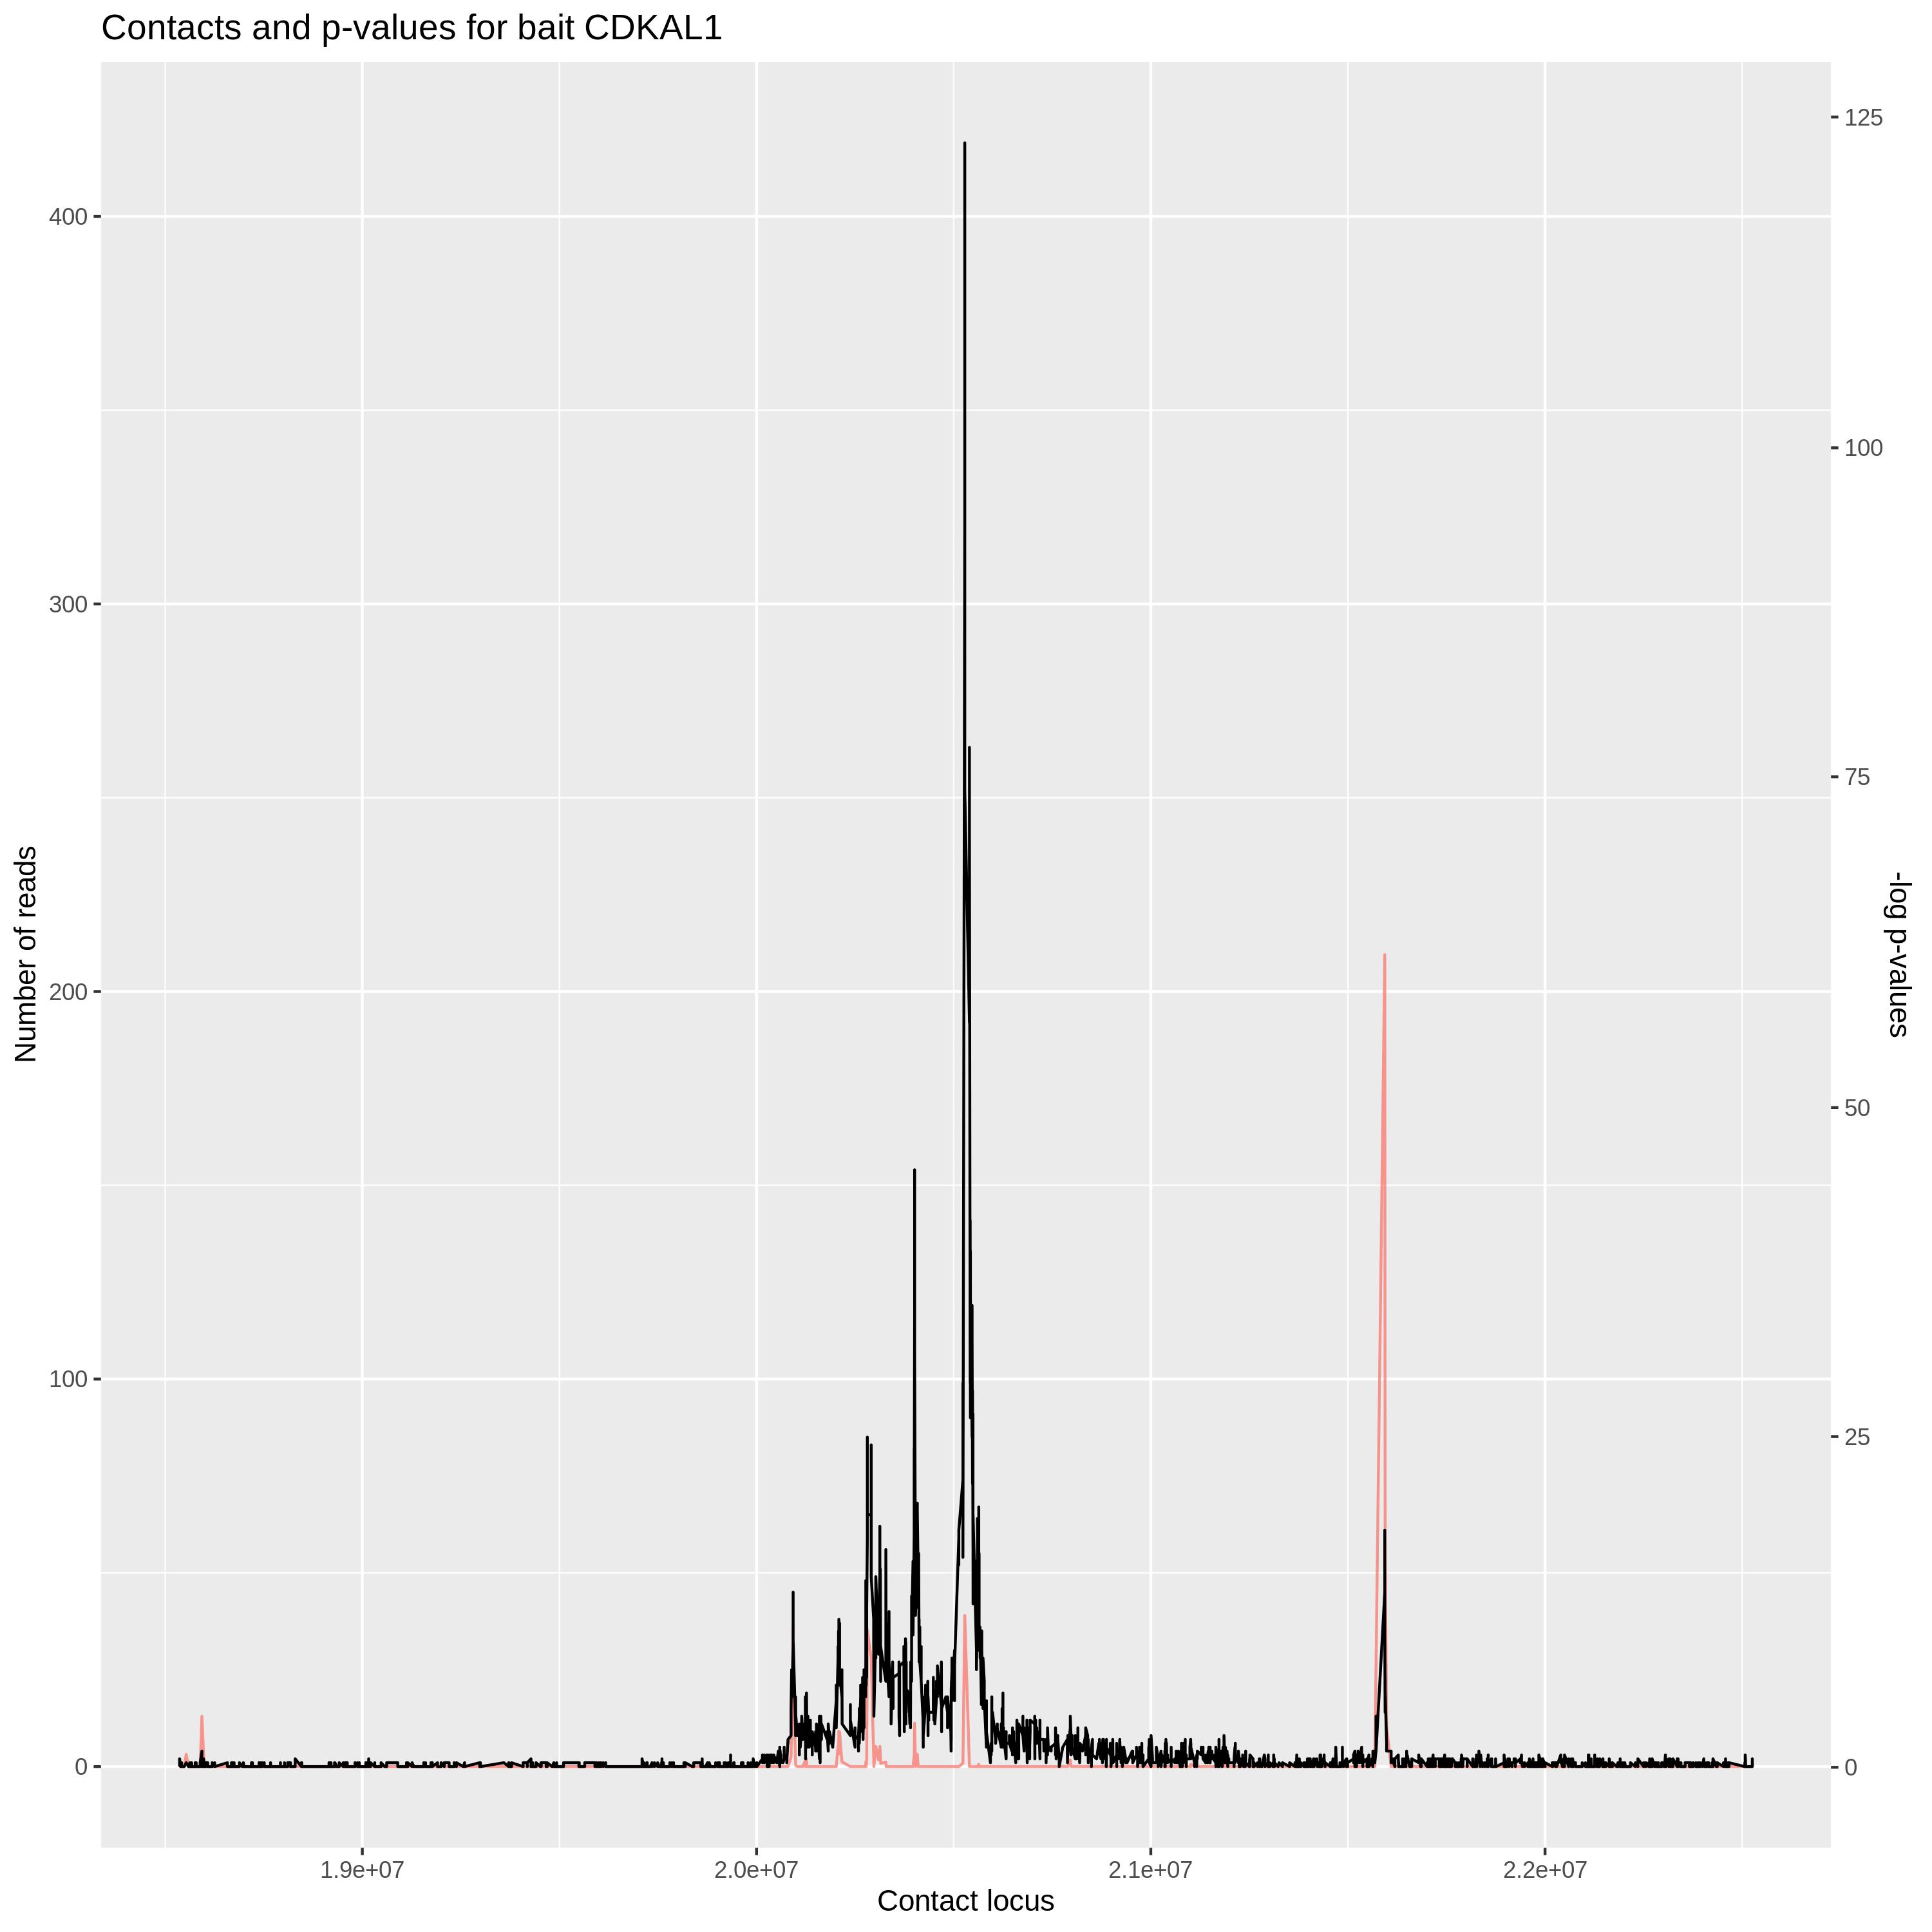 Contacts and p-values for bait CDKAL1
Number of reads
400
300
200
100
0
125
100
75
50
25
0
-log p-values
1.9e+07
2.0e+07
2.1e+07
2.2e+07
Contact locus